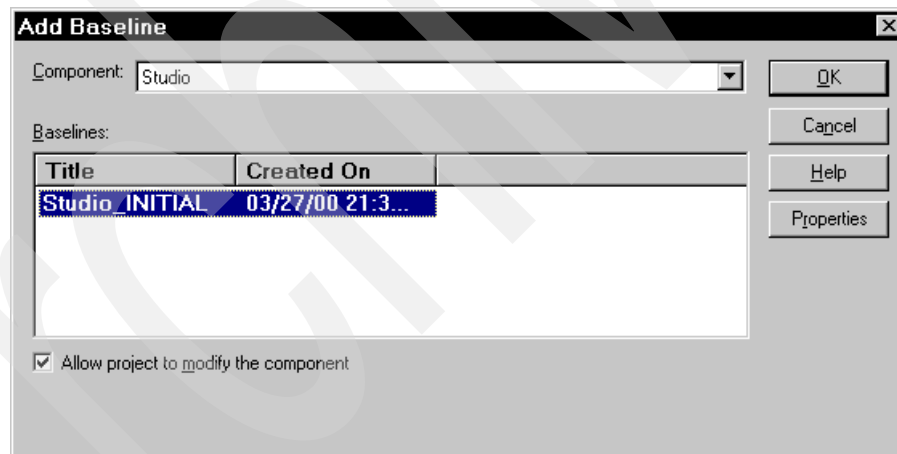 Add Baseline
Component: Studio
OK
Baselines:
Cancel
Title Created On
Help
Studio_INITIAL 03/27/00 21:3...
Properties
Allow project to modify the component